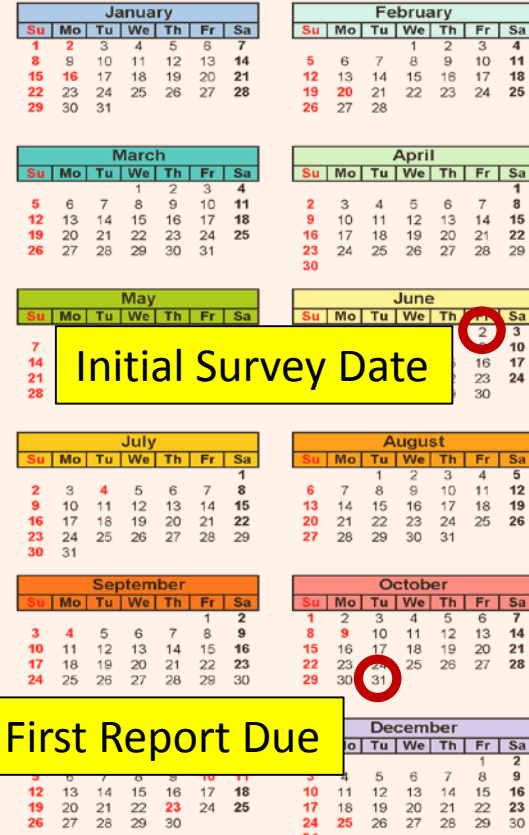 January
Su Mo Tu We Th Fr Sa
1 2 3 4 5 6 7
8 9 10 11 12 13 14
15 16 17 18 19 20 21
22 23 24 25 26 27 28
29 30 31
February
Su Mo Tu We Th Fr Sa
1 2 3 4
5 6 7 8 9 10 11
12 13 14 15 16 17 18
19 20 21 22 23 24 25
26 27 28
March
Su Mo Tu We Th Fr Sa
1 2 3 4
5 6 7 8 9 10 11
12 13 14 15 16 17 18
19 20 21 22 23 24 25
26 27 28 29 30 31
April
Su Mo Tu We Th Fr Sa
1
2 3 4 5 6 7 8
9 10 11 12 13 14 15
16 17 18 19 20 21 22
23 24 25 26 27 28 29
30
May
Su Mo Tu We Th Fr Sa
7
14
21
28
Initial Survey Date
June
Su Mo Tu We Th Fr Sa
2 3
10
16 17
23 24
30
July
Su Mo Tu We Th Fr Sa
1
2 3 4 5 6 7 8
9 10 11 12 13 14 15
16 17 18 19 20 21 22
23 24 25 26 27 28 29
30 31
August
Su Mo Tu We Th Fr Sa
1 2 3 4 5
6 7 8 9 10 11 12
13 14 15 16 17 18 19
20 21 22 23 24 25 26
27 28 29 30 31
September
Su Mo Tu We Th Fr Sa
1 2
3 4 5 6 7 8 9
10 11 12 13 14 15 16
17 18 19 20 21 22 23
24 25 26 27 28 29 30
October
Su Mo Tu We Th Fr Sa
1 2 3 4 5 6 7
8 9 10 11 12 13 14
15 16 17 18 19 20 21
22 23 24 25 26 27 28
29 30 31
First Report Due
5 6 7 8 9 10 11
12 13 14 15 16 17 18
19 20 21 22 23 24 25
26 27 28 29 30
December
Tu We Th Fr Sa
1 2
3 4 5 6 7 8 9
10 11 12 13 14 15 16
17 18 19 20 21 22 23
24 25 26 27 28 29 30